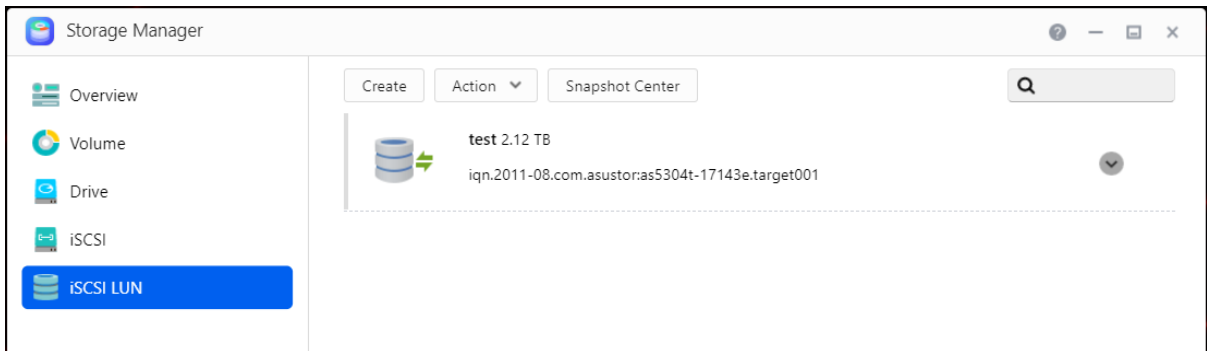 Storage Manager
Overview
Volume
Drive
iSCSI
iSCSI LUN
Create Action Snapshot Center
test 2.12 TB
iqn.2011-08.com.asustor:as5304t-17143e.target001